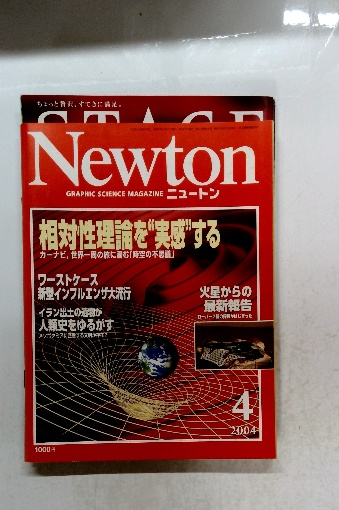 ちょっと贅沢、すてきに満足。
STAGE
Newton
GRAPHIC SCIENCE MAGAZINE ニュートン
相対性理論を“実感”する
カーナビ、世界一周の旅に潜む「時空の不思議」
ワーストケース
新型インフルエンザ大流行
火星からの
最新報告
イラン出土の遺物が
人類史をゆるがす
4
2004
1000円